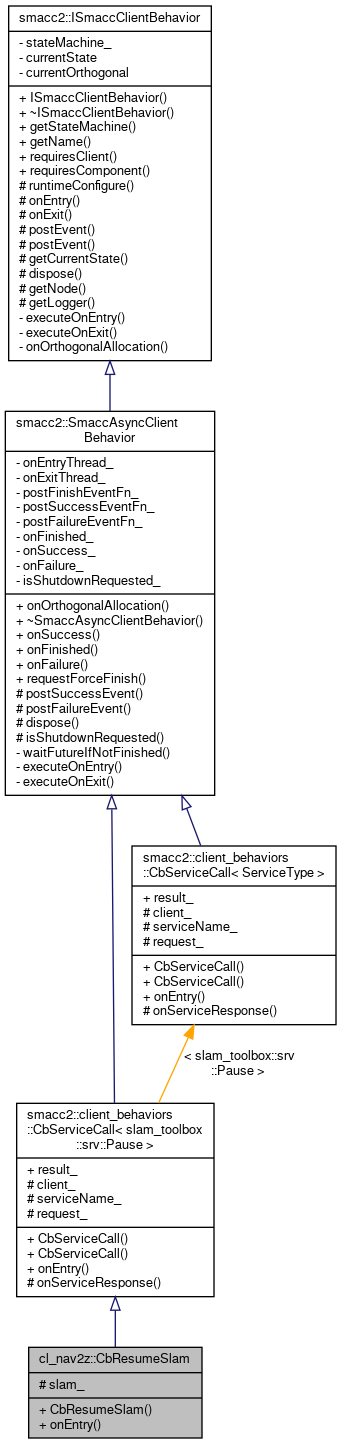 smacc2::ISmaccClientBehavior
- stateMachine_
- currentState
- currentOrthogonal
+ ISmaccClientBehavior()
+ ~ISmaccClientBehavior()
+ getStateMachine()
+ getName()
+ requiresClient()
+ requiresComponent()
# runtimeConfigure()
# onEntry()
# onExit()
# postEvent()
# postEvent()
# getCurrentState()
# dispose()
# getNode()
# getLogger()
- executeOnEntry()
- executeOnExit()
- onOrthogonalAllocation()
smacc2::SmaccAsyncClient
Behavior
- onEntryThread_
- onExitThread_
- postFinishEventFn_
- postSuccessEventFn_
- postFailureEventFn_
- onFinished_
- onSuccess_
- onFailure_
- isShutdownRequested_
+ onOrthogonalAllocation()
+ ~SmaccAsyncClientBehavior()
+ onSuccess()
+ onFinished()
+ onFailure()
+ requestForceFinish()
# postSuccessEvent()
# postFailureEvent()
# dispose()
# isShutdownRequested()
- waitFutureIfNotFinished()
- executeOnEntry()
- executeOnExit()
smacc2::client_behaviors
::CbServiceCall< ServiceType >
+ result_
# client_
# serviceName_
# request_
+ CbServiceCall()
+ CbServiceCall()
+ onEntry()
# onServiceResponse()
< slam_toolbox::srv
::Pause >
smacc2::client_behaviors
::CbServiceCall< slam_toolbox
::srv::Pause >
+ result_
# client_
# serviceName_
# request_
+ CbServiceCall()
+ CbServiceCall()
+ onEntry()
# onServiceResponse()
cl_nav2z::CbResumeSlam
# slam_
+ CbResumeSlam()
+ onEntry()